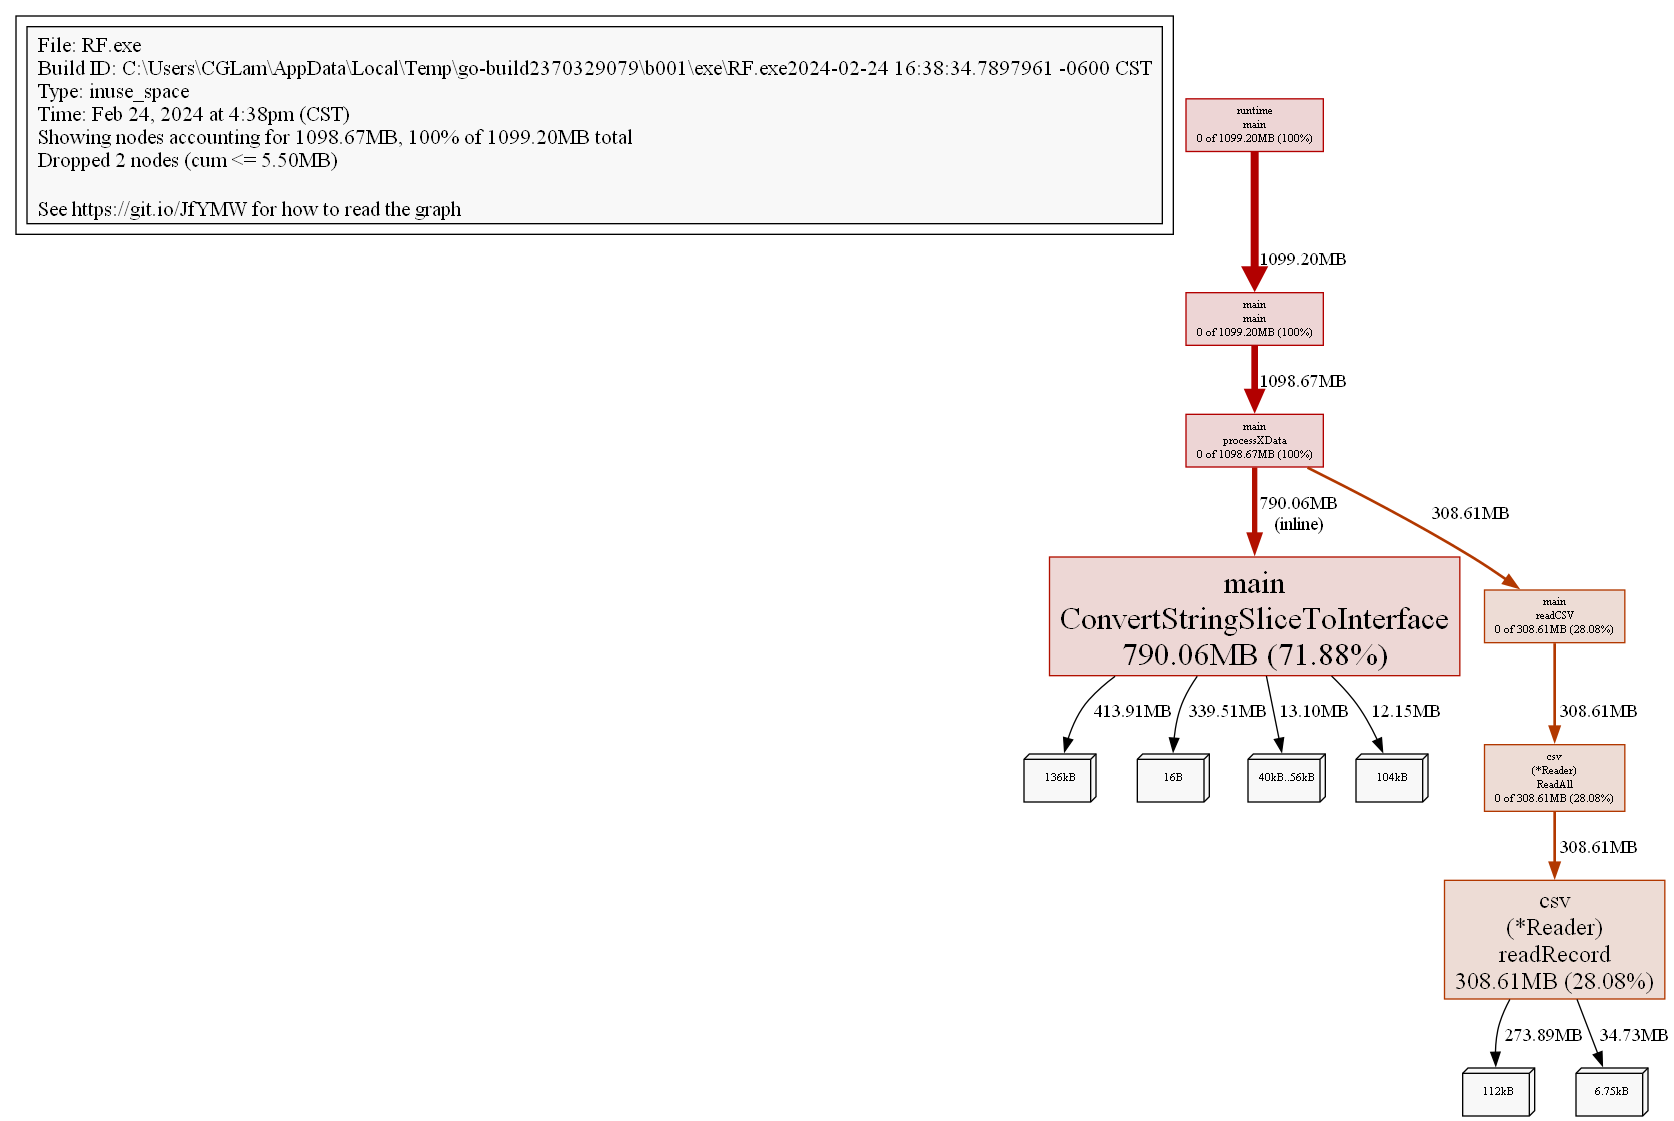 File: RF.exe
Build ID: C:\Users\CGLam\AppData\Local\Temp\go-build2370329079\b001\exe\RF.exe2024-02-24 16:38:34.7897961 -0600 CST
Type: inuse_space
Time: Feb 24, 2024 at 4:38pm (CST)
Showing nodes accounting for 1098.67MB, 100% of 1099.20MB total
Dropped 2 nodes (cum <= 5.50MB)
See https://git.io/JfYMW for how to read the graph
runtime
main
0 of 1099.20MB (100%)
1099.20MB
main
main
0 of 1099.20MB (100%)
1098.67MB
main
processXData
0 of 1098.67MB (100%)
790.06MB
(inline)
308.61MB
main
ConvertStringSliceToInterface
790.06MB (71.88%)
main
readCSV
0 of 308.61MB (28.08%)
413.91MB
339.51MB
13.10MB
12.15MB
308.61MB
136kB
16B
40kB..56kB
104kB
csv
(*Reader)
ReadAll
0 of 308.61MB (28.08%)
308.61MB
csv
(*Reader)
readRecord
308.61MB (28.08%)
273.89MB
34.73MB
112kB
6.75kB